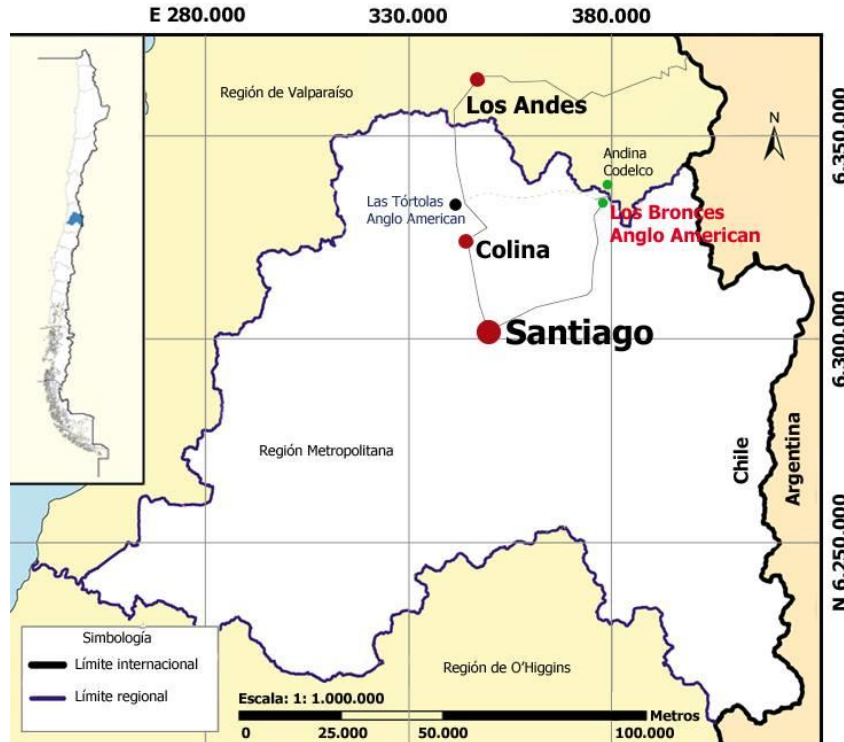 E 280.000
330.000
380.000
Región de Valparaíso
Los Andes
N
6.350.000
Andina
Codelco
Las Tórtolas
Anglo American
Los Bronces
Anglo American
Colina
Santiago
6.300.000
Región Metropolitana
Chile
Argentina
N 6.250.000
Simbología
Límite internacional
Límite regional
Región de O'Higgins
Escala: 1: 1.000.000
Metros
0
25.000
50.000
100.000